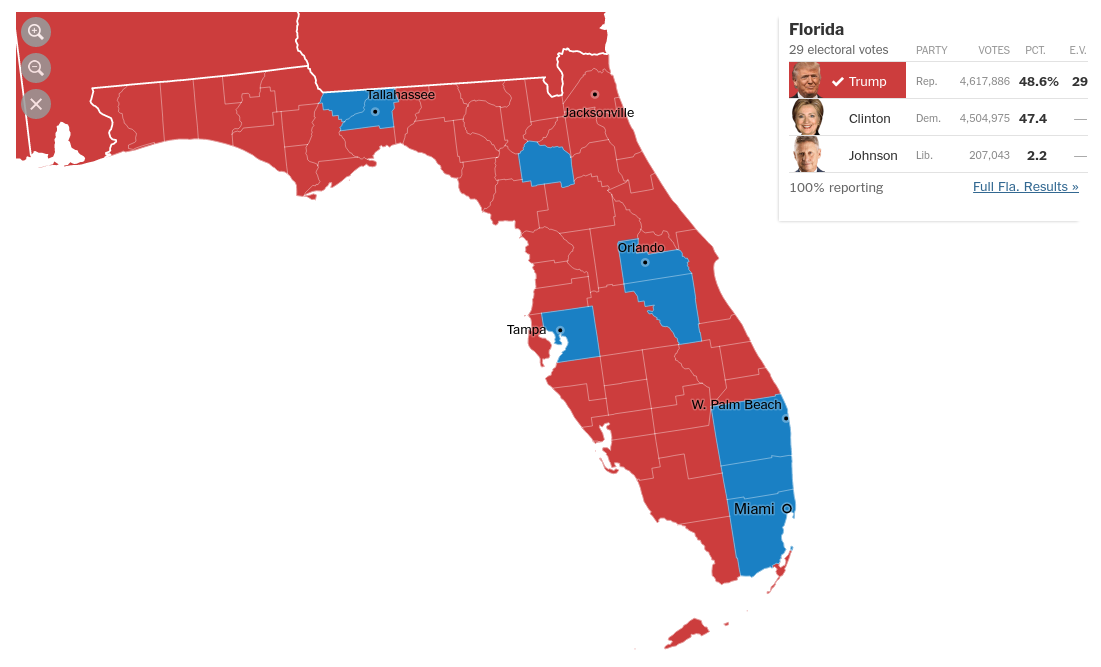 Florida
29 electoral votes PARTY VOTES PCT. E.V.
Trump Rep. 4,617,886 48.6% 29
Clinton Dem. 4,504,975 47.4 —
Johnson Lib. 207,043 2.2 —
100% reporting Full Fla. Results »
Tallahassee
Jacksonville
Orlando
Tampa
W. Palm Beach
Miami